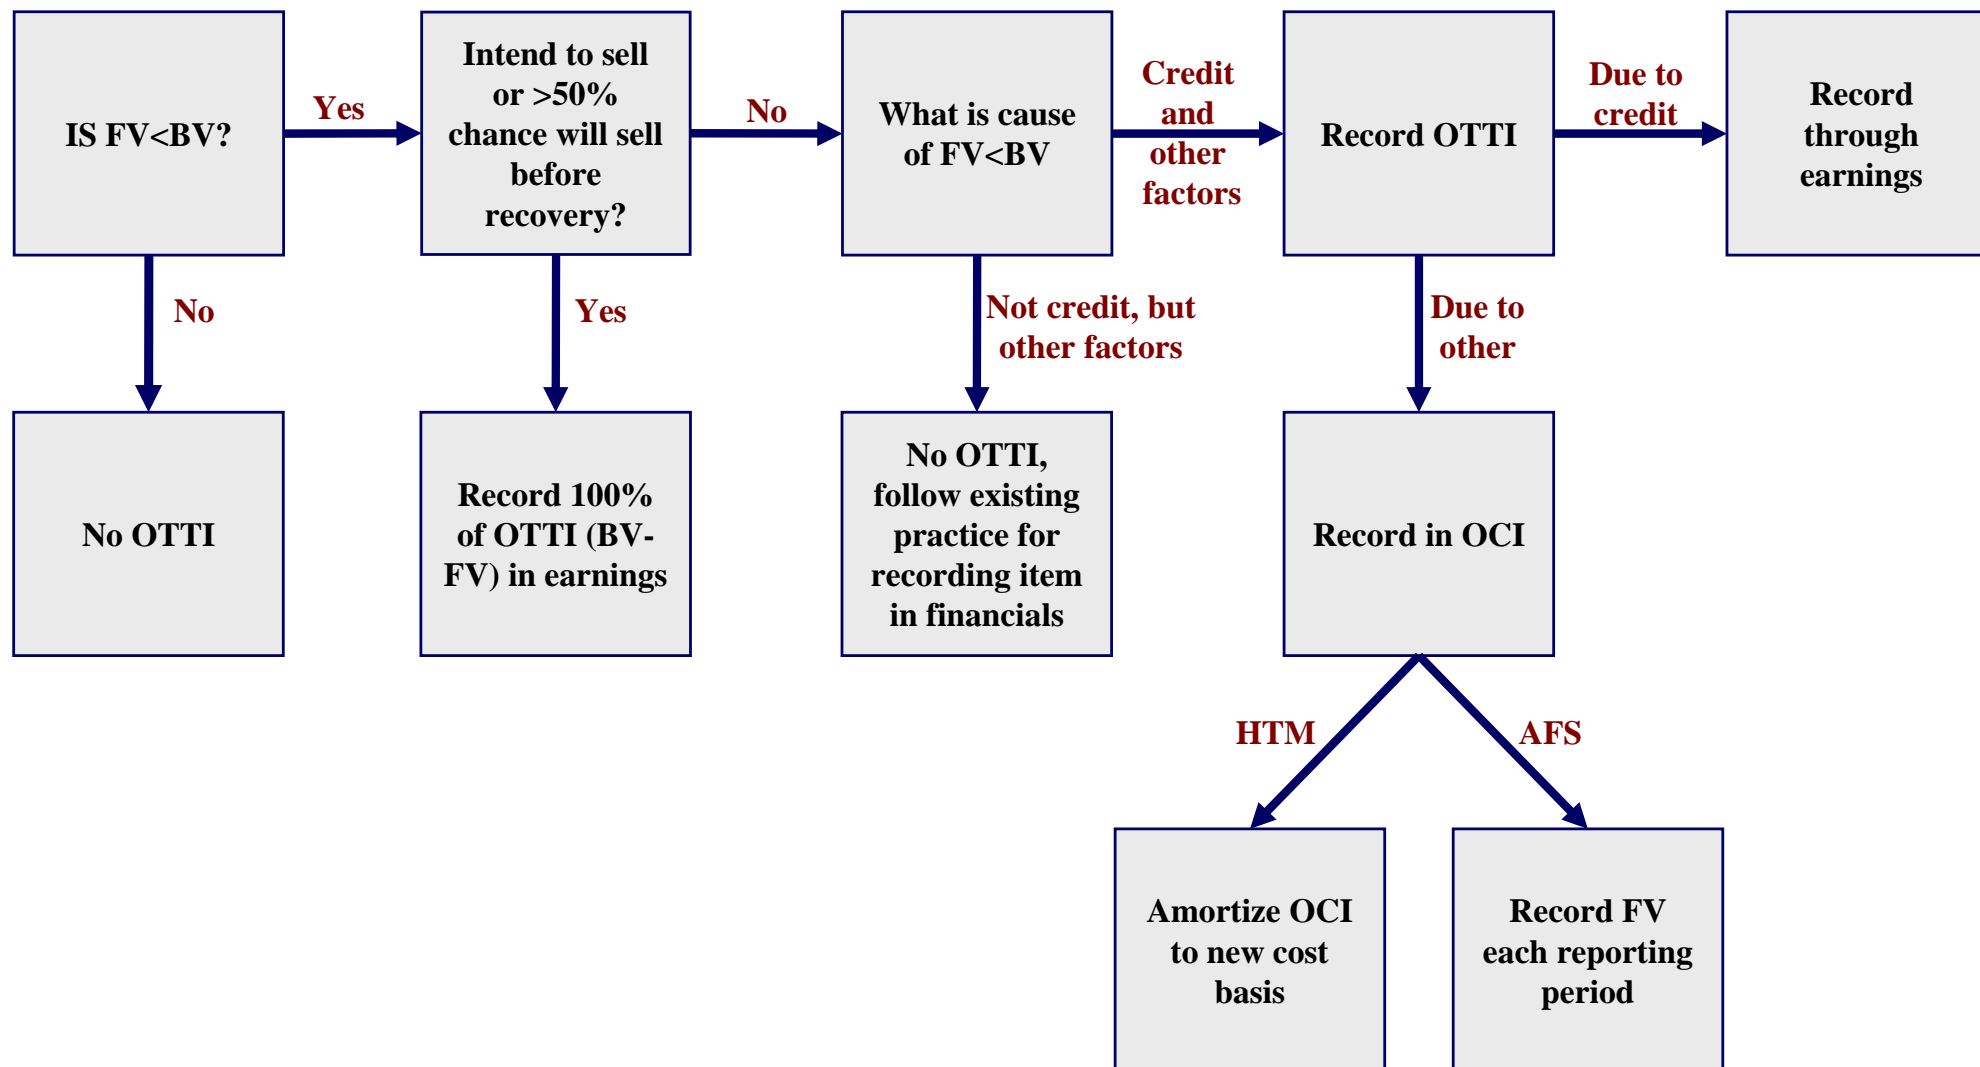 IS FV<BV?
Yes
Intend to sell
or >50%
chance will sell
before
recovery?
No
What is cause
of FV<BV
Credit
and
other
factors
Record OTTI
Due to
credit
Record
through
earnings
No
Yes
Not credit, but
other factors
Due to
other
No OTTI
Record 100%
of OTTI (BV-
FV) in earnings
No OTTI,
follow existing
practice for
recording item
in financials
Record in OCI
HTM
AFS
Amortize OCI
to new cost
basis
Record FV
each reporting
period